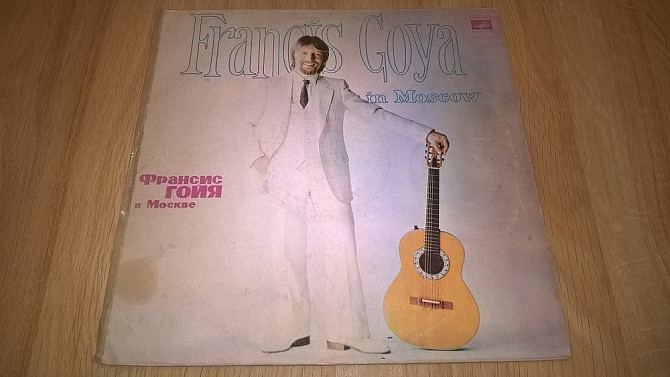 Francis Goya
in Moscow
Франсис
ГОЙЯ
в Москве